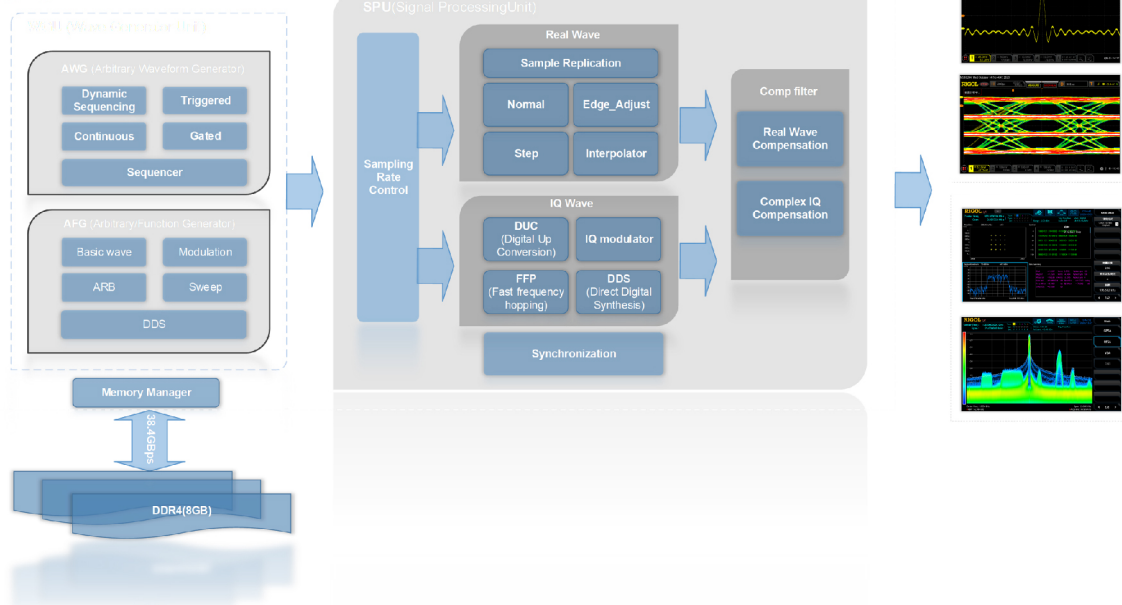 SPU(Signal ProcessingUnit)
AWG (Arbitrary Waveform Generator)
Dynamic
Sequencing
Triggered
Continuous
Gated
Sequencer
AFG (Arbitrary/Function Generator)
Basic wave
Modulation
ARB
Sweep
DDS
Memory Manager
38.4GBps
DDR4(8GB)
Sampling
Rate
Control
Real Wave
Sample Replication
Normal
Edge_Adjust
Step
Interpolator
IQ Wave
DUC
(Digital Up
Conversion)
IQ modulator
FFP
(Fast frequency
hopping)
DDS
(Direct Digital
Synthesis)
Synchronization
Comp filter
Real Wave
Compensation
Complex IQ
Compensation
RIGOL
RIGOL
RIGOL